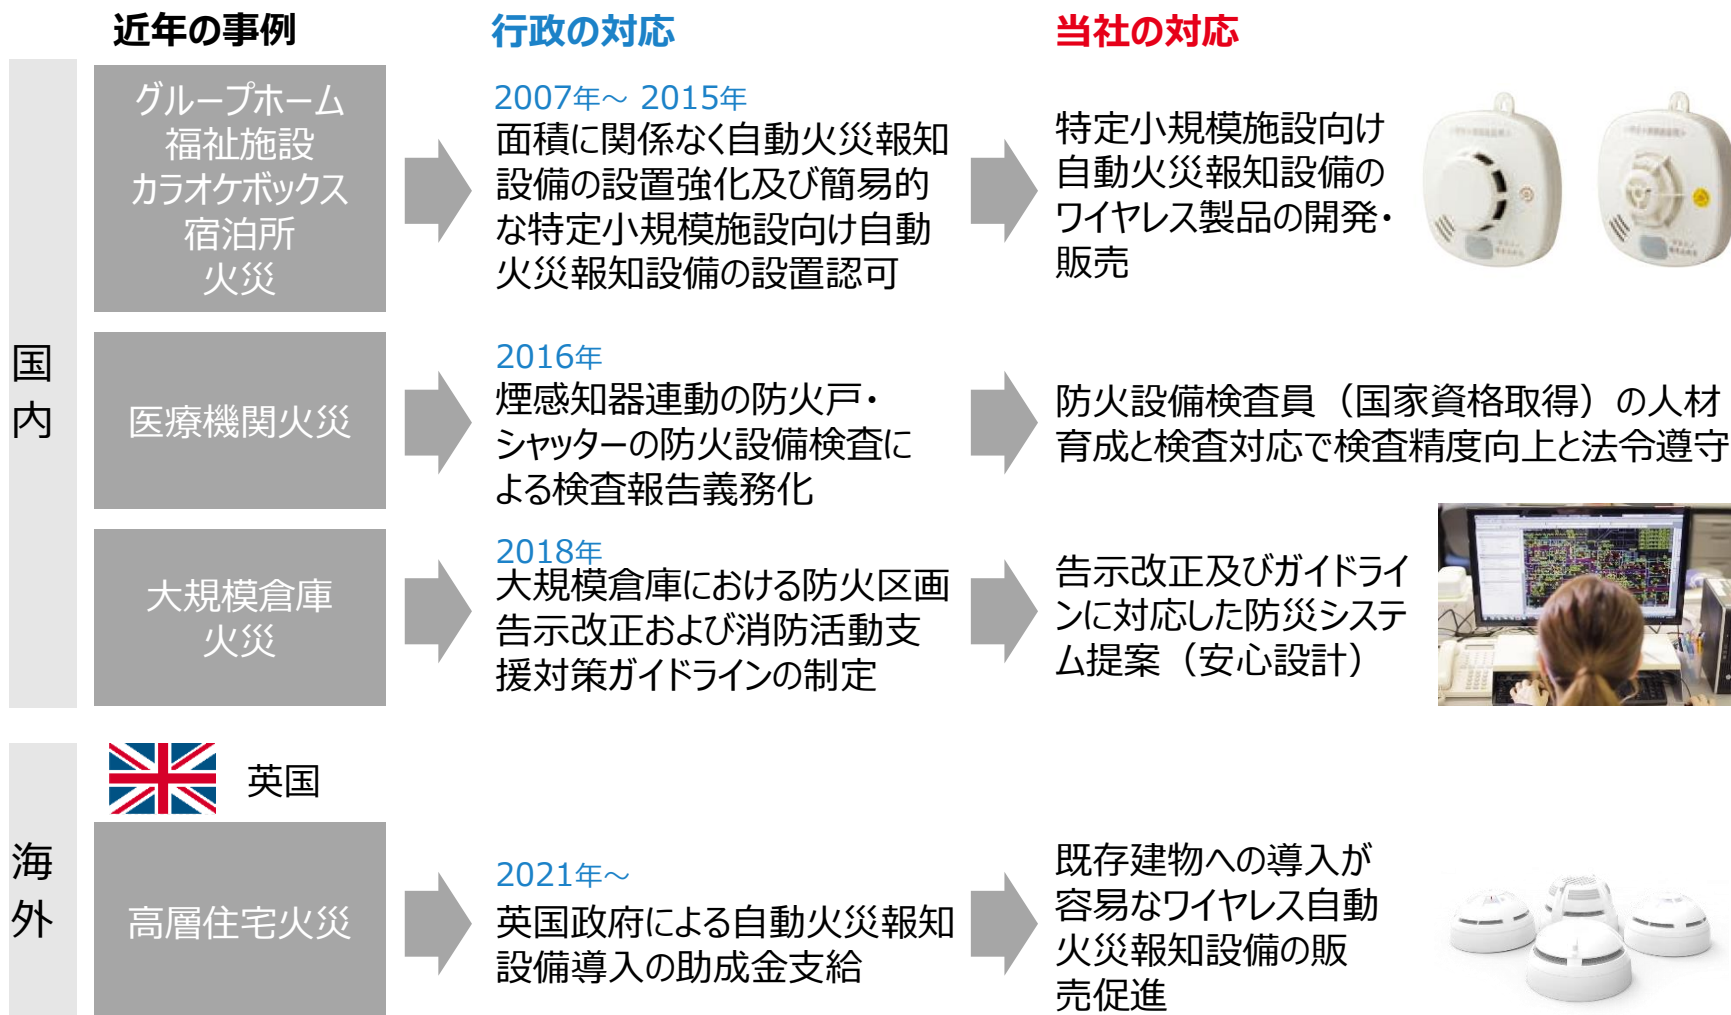 近年の事例
行政の対応
当社の対応
国内
グループホーム
福祉施設
カラオケボックス
宿泊所
火災
2007年～ 2015年
面積に関係なく自動火災報知
設備の設置強化及び簡易的
な特定小規模施設向け自動
火災報知設備の設置認可
特定小規模施設向け
自動火災報知設備の
ワイヤレス製品の開発・
販売
医療機関火災
2016年
煙感知器連動の防火戸・
シャッターの防火設備検査に
よる検査報告義務化
防火設備検査員（国家資格取得）の人材
育成と検査対応で検査精度向上と法令遵守
大規模倉庫
火災
2018年
大規模倉庫における防火区画
告示改正および消防活動支
援対策ガイドラインの制定
告示改正及びガイドライ
ンに対応した防災システ
ム提案（安心設計）
海外
英国
高層住宅火災
2021年～
英国政府による自動火災報知
設備導入の助成金支給
既存建物への導入が
容易なワイヤレス自動
火災報知設備の販
売促進